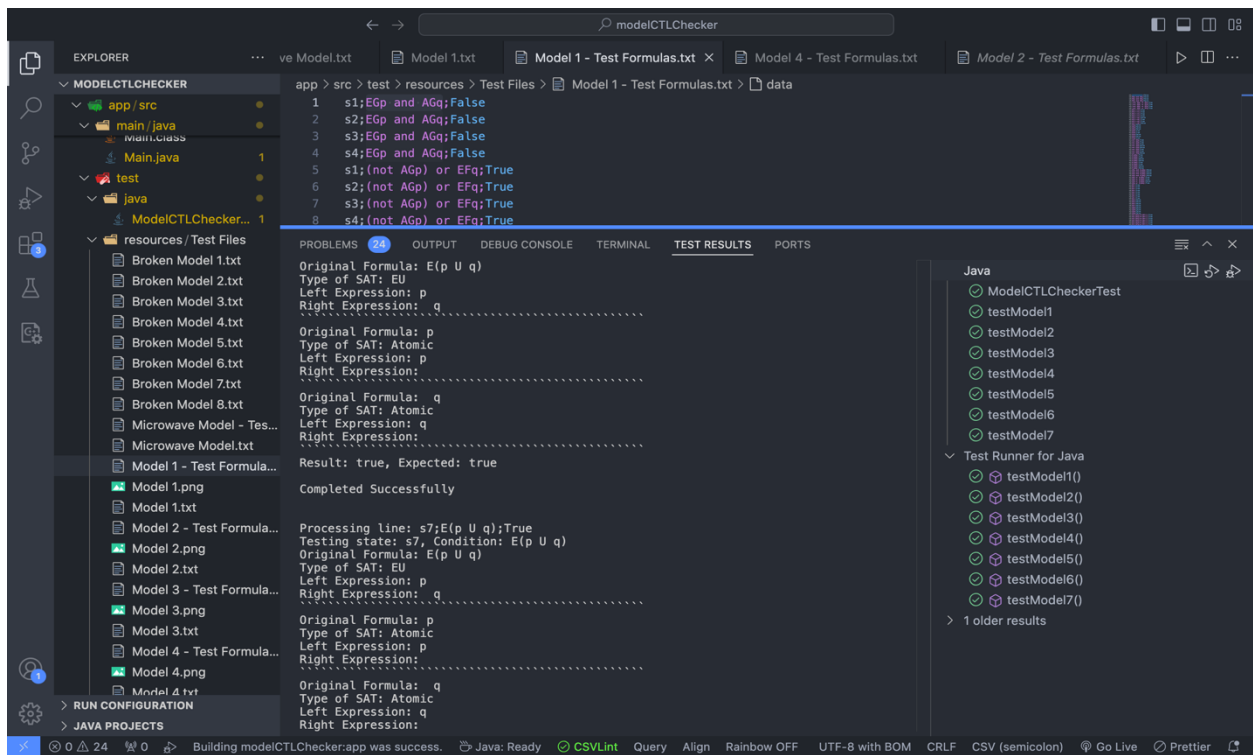 modelCTLChecker
EXPLORER
ve Model.txt
Model 1.txt
Model 1 - Test Formulas.txt
Model 4 - Test Formulas.txt
Model 2 - Test Formulas.txt
MODELCTLCHECKER
app/src
main/java
Main.class
Main.java 1
test
java
ModelCTLChecker... 1
resources/Test Files
Broken Model 1.txt
Broken Model 2.txt
Broken Model 3.txt
Broken Model 4.txt
Broken Model 5.txt
Broken Model 6.txt
Broken Model 7.txt
Broken Model 8.txt
Microwave Model - Tes...
Microwave Model.txt
Model 1 - Test Formula...
Model 1.png
Model 1.txt
Model 2 - Test Formula...
Model 2.png
Model 2.txt
Model 3 - Test Formula...
Model 3.png
Model 3.txt
Model 4 - Test Formula...
Model 4.png
Model 4.txt
RUN CONFIGURATION
JAVA PROJECTS
3
1
app > src > test > resources > Test Files > Model 1 - Test Formulas.txt > data
1 s1;EGp and AGq;False
2 s2;EGp and AGq;False
3 s3;EGp and AGq;False
4 s4;EGp and AGq;False
5 s1;(not AGp) or EFq;True
6 s2;(not AGp) or EFq;True
7 s3;(not AGp) or EFq;True
8 s4;(not AGp) or EFq;True
PROBLEMS 24 OUTPUT DEBUG CONSOLE TERMINAL TEST RESULTS PORTS
Original Formula: E(p U q)
Type of SAT: EU
Left Expression: p
Right Expression:  q
Original Formula: p
Type of SAT: Atomic
Left Expression: p
Right Expression:
Original Formula:  q
Type of SAT: Atomic
Left Expression: q
Right Expression:
Result: true, Expected: true
Completed Successfully
Processing line: s7;E(p U q);True
Testing state: s7, Condition: E(p U q)
Original Formula: E(p U q)
Type of SAT: EU
Left Expression: p
Right Expression:  q
Original Formula: p
Type of SAT: Atomic
Left Expression: p
Right Expression:
Original Formula:  q
Type of SAT: Atomic
Left Expression: q
Right Expression:
Java
ModelCTLCheckerTest
testModel1
testModel2
testModel3
testModel4
testModel5
testModel6
testModel7
Test Runner for Java
testModel1()
testModel2()
testModel3()
testModel4()
testModel5()
testModel6()
testModel7()
1 older results
0 24 0 Building modelCTLChecker:app was success. Java: Ready CSVLint Query Align Rainbow OFF UTF-8 with BOM CRLF CSV (semicolon) Go Live Prettier